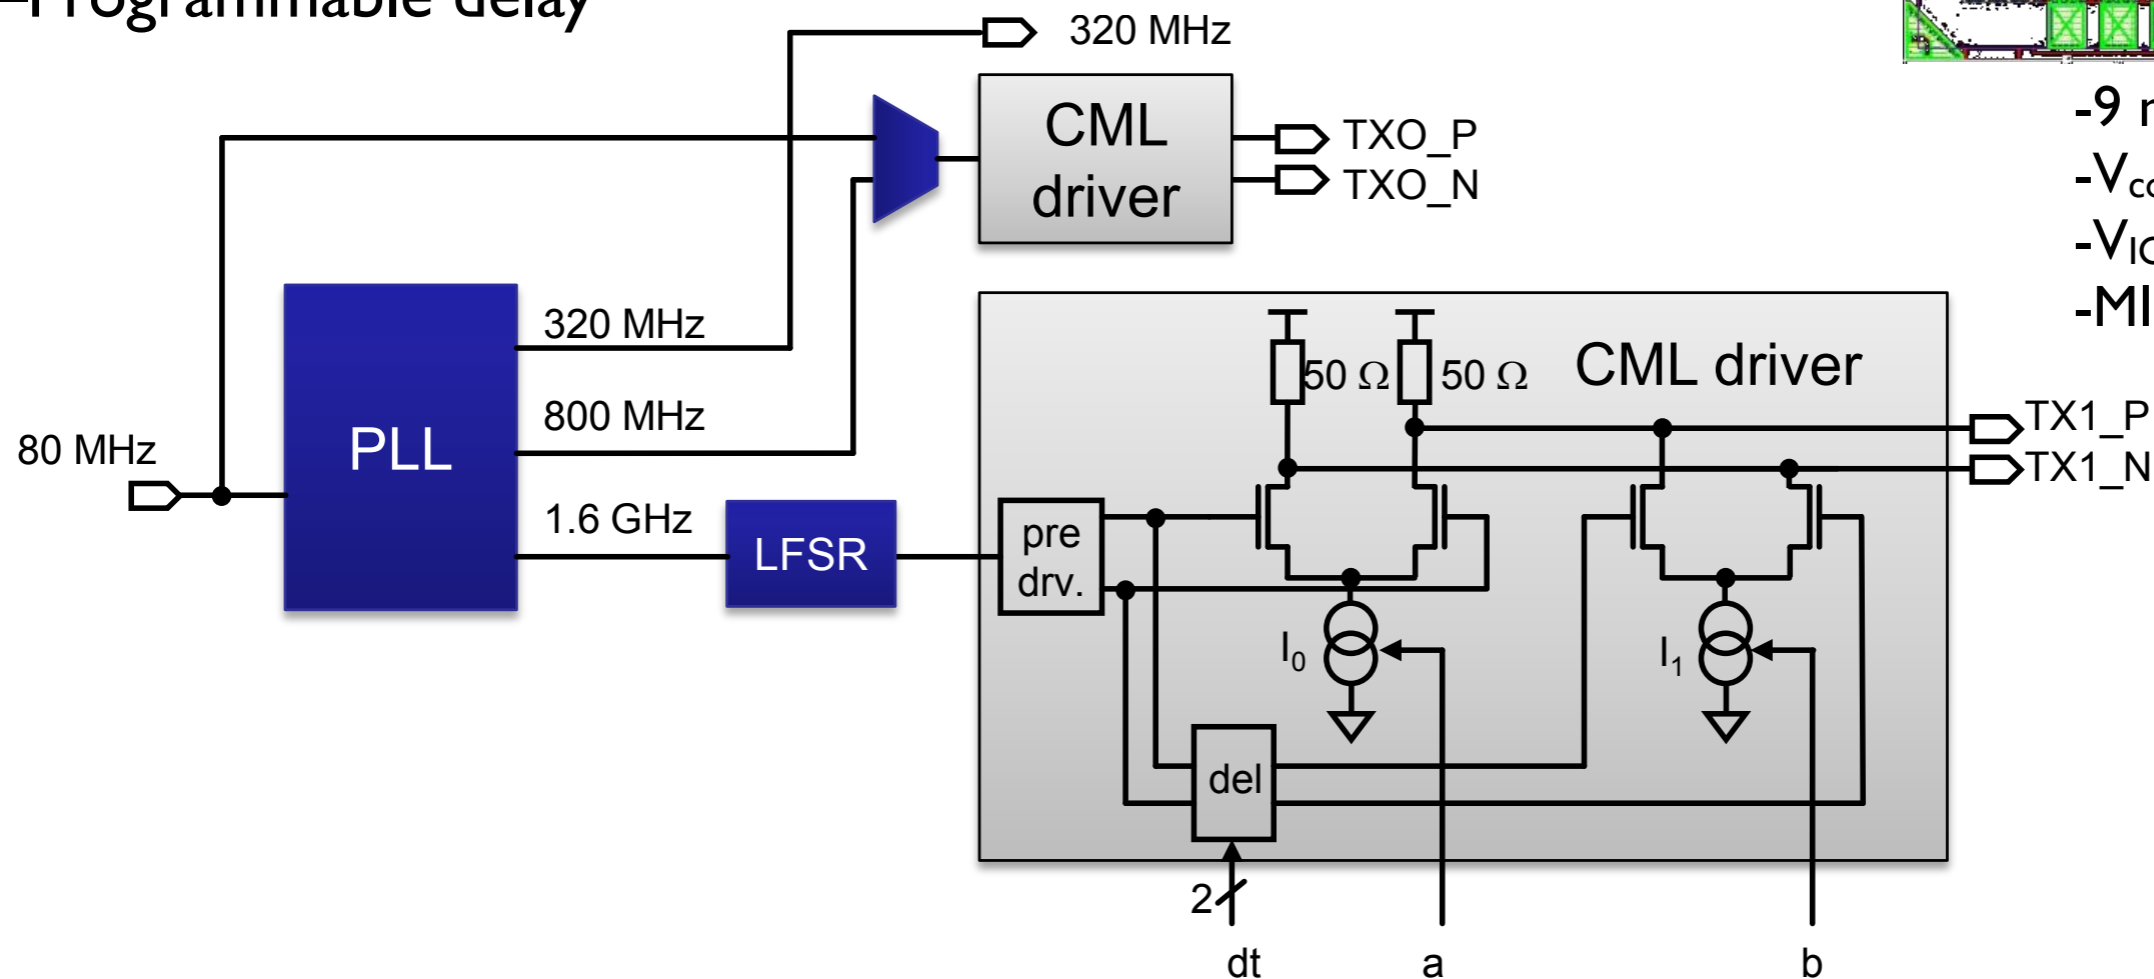 –Programmable delay
320 MHz
CML
driver
TXO_P
TXO_N
-9
-V
-V
320 MHz
800 MHz
1.6 GHz
80 MHz
PLL
LFSR
50 Ω
50 Ω
CML driver
TX1_P
TX1_N
pre
drv.
I₀
I₁
del
2
dt
a
b